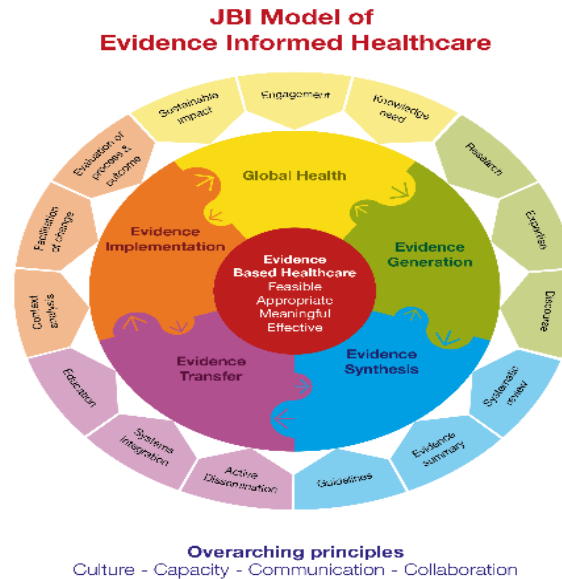 JBI Model of
Evidence Informed Healthcare
Sustainable
impact
Engagement
Knowledge
need
Evaluation of
process &
outcome
Research
Global Health
Facilitation
of change
Evidence
Implementation
Evidence
Generation
Expertise
Evidence
Based Healthcare
Feasible
Appropriate
Meaningful
Effective
Context
analysis
Discourse
Evidence
Transfer
Evidence
Synthesis
Education
Systematic
review
Systems
Integration
Evidence
summary
Active
Dissemination
Guidelines
Overarching principles
Culture - Capacity - Communication - Collaboration